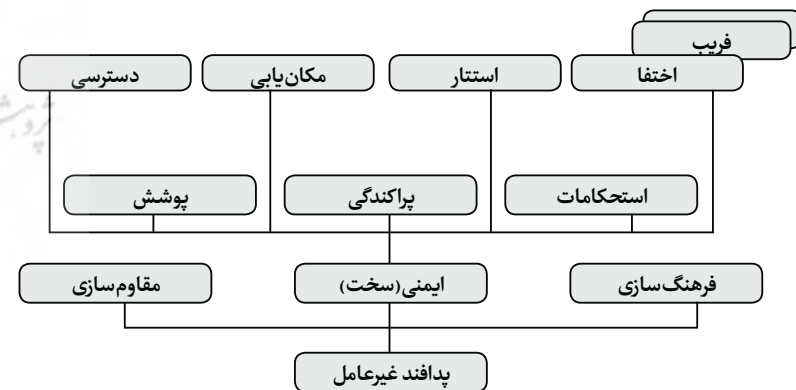 فریب
اختفا
استتار
مکان‌یابی
دسترسی
استحکامات
پراکندگی
پوشش
فرهنگ‌سازی
ایمنی(سخت)
مقاوم‌سازی
پدافند غیرعامل